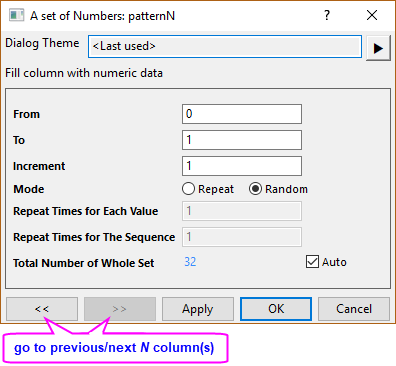 A set of Numbers: patternN ? ×
Dialog Theme <Last used>
Fill column with numeric data
From 0
To 1
Increment 1
Mode Repeat Random
Repeat Times for Each Value 1
Repeat Times for The Sequence 1
Total Number of Whole Set 32 Auto
<< >> Apply OK Cancel
go to previous/next N column(s)